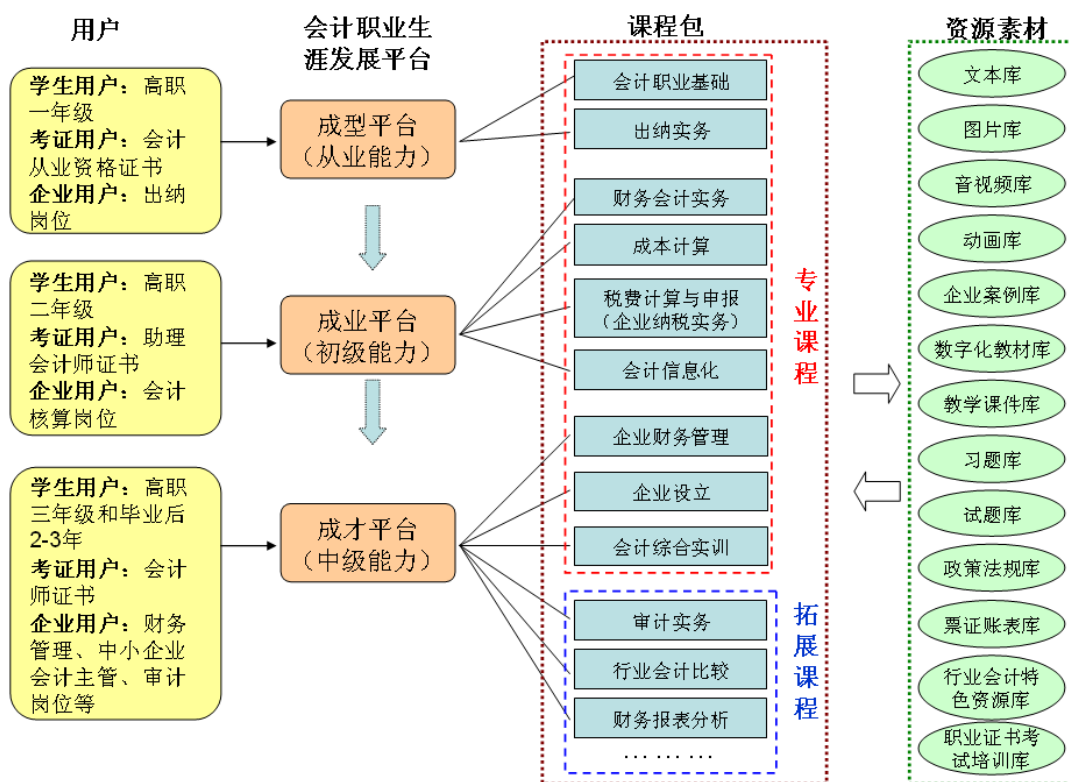 用户
学生用户：高职
一年级
考证用户：会计
从业资格证书
企业用户：出纳
岗位
学生用户：高职
二年级
考证用户：助理
会计师证书
企业用户：会计
核算岗位
学生用户：高职
三年级和毕业后
2-3年
考证用户：会计
师证书
企业用户：财务
管理、中小企业
会计主管、审计
岗位等
会计职业生
涯发展平台
成型平台
（从业能力）
成业平台
（初级能力）
成才平台
（中级能力）
课程包
会计职业基础
出纳实务
财务会计实务
成本计算
税费计算与申报
（企业纳税实务）
会计信息化
企业财务管理
企业设立
会计综合实训
专业课程
审计实务
行业会计比较
财务报表分析
… … …
拓展课程
资源素材
文本库
图片库
音视频库
动画库
企业案例库
数字化教材库
教学课件库
习题库
试题库
政策法规库
票证账表库
行业会计特
色资源库
职业证书考
试培训库